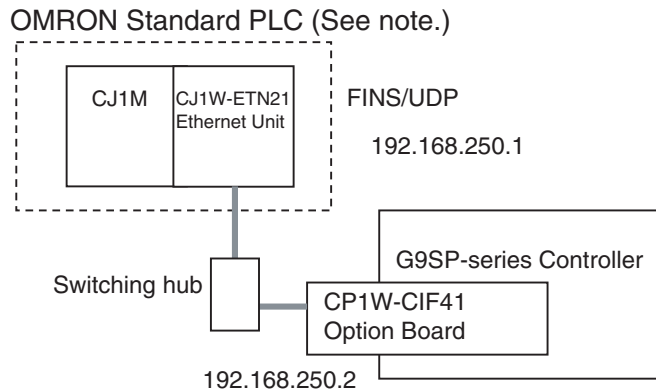 OMRON Standard PLC (See note.)
CJ1M
CJ1W-ETN21
Ethernet Unit
FINS/UDP
192.168.250.1
G9SP-series Controller
Switching hub
CP1W-CIF41
Option Board
192.168.250.2